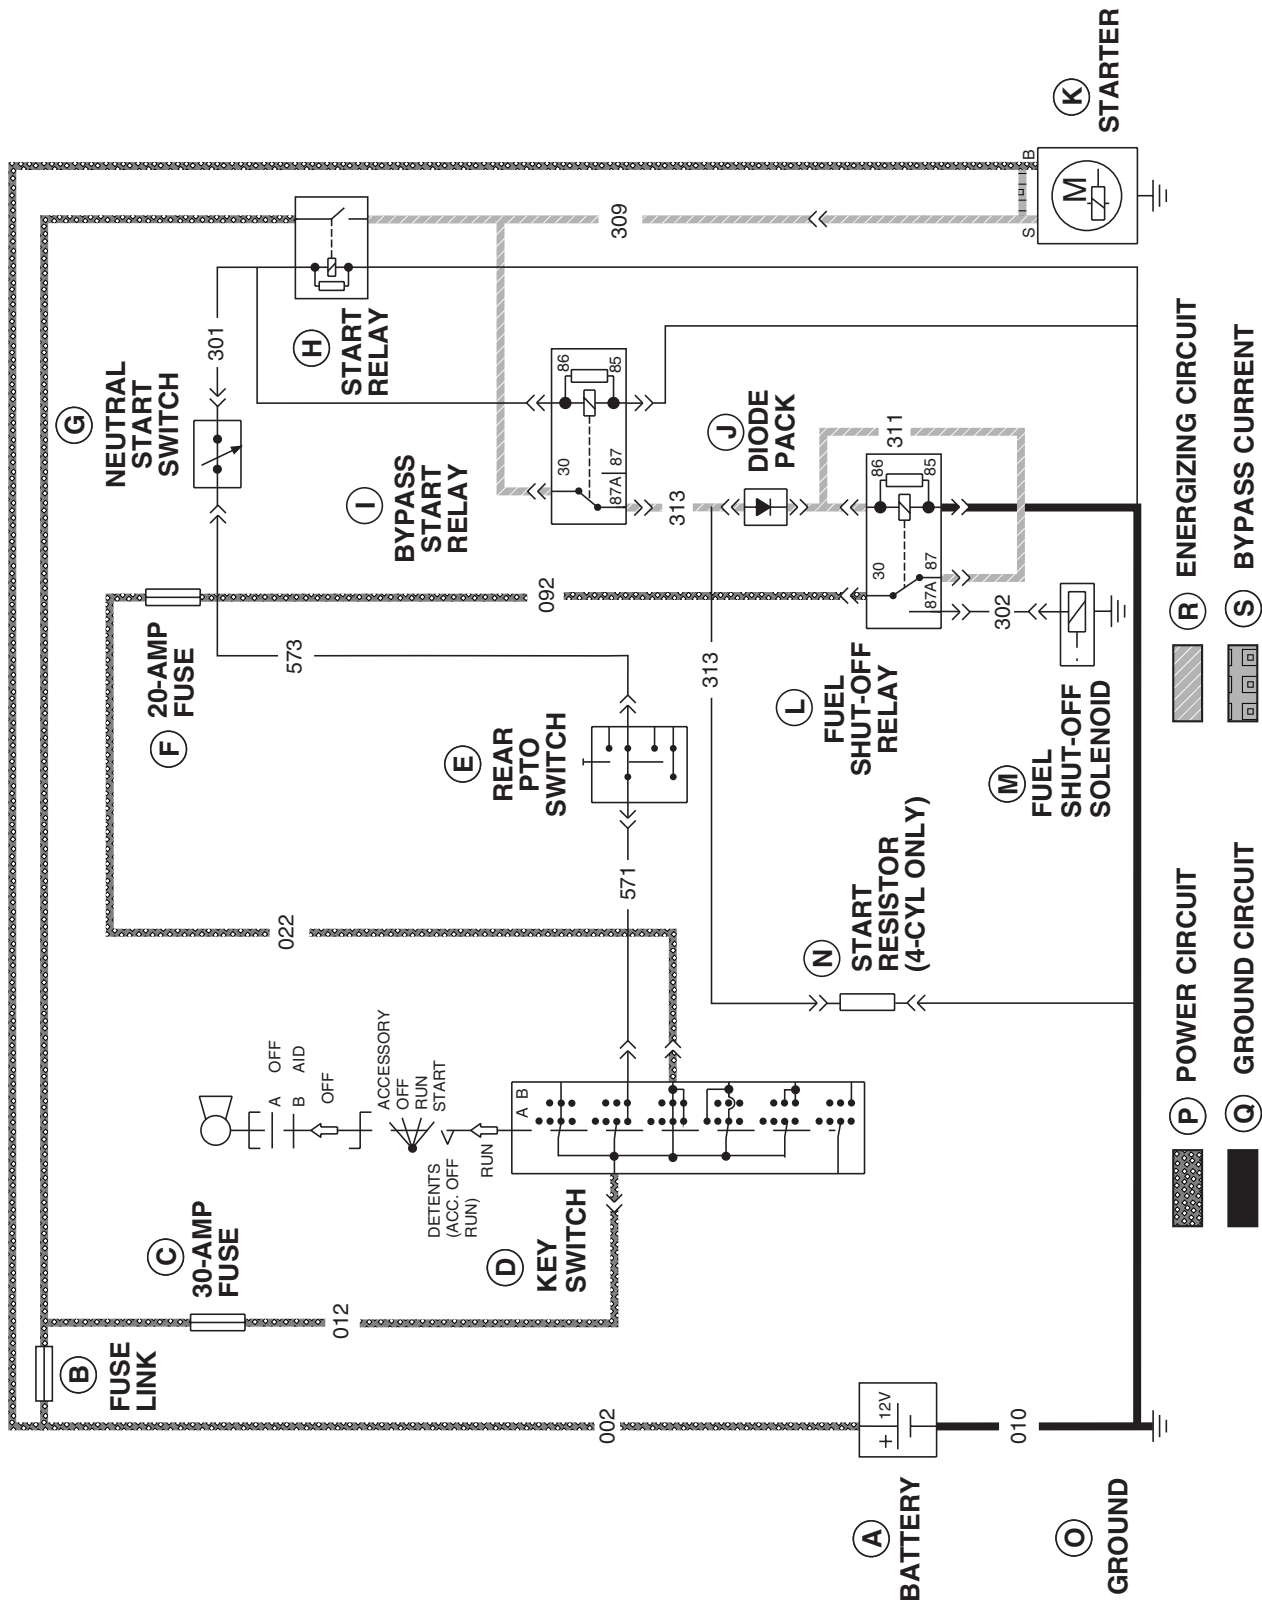 A
BATTERY
O
GROUND
+
12V
002
010
B
FUSE
LINK
C
30-AMP
FUSE
012
D
KEY
SWITCH
DETENTS
(ACC. OFF
RUN)
RUN
ACCESSORY
OFF
RUN
START
OFF
A OFF
B AID
A B
022
571
N
START
RESISTOR
(4-CYL ONLY)
E
REAR
PTO
SWITCH
F
20-AMP
FUSE
573
092
313
G
NEUTRAL
START
SWITCH
301
H
START
RELAY
I
BYPASS
START
RELAY
30
86
85
87A
87
313
J
DIODE
PACK
311
L
FUEL
SHUT-OFF
RELAY
30
86
85
87A
87
302
M
FUEL
SHUT-OFF
SOLENOID
309
S
B
M
K
STARTER
P POWER CIRCUIT
Q GROUND CIRCUIT
R ENERGIZING CIRCUIT
S BYPASS CURRENT